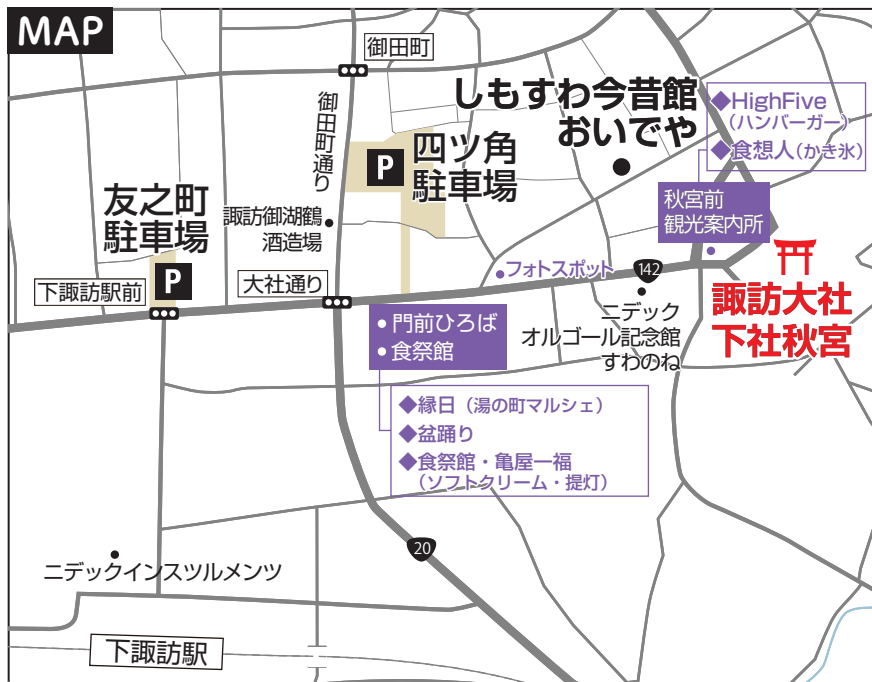 MAP
御田町
御田町通り
しもすわ今昔館
おいでや
◆HighFive
(ハンバーガー)
◆食想人(かき氷)
P
四ツ角
駐車場
友之町
駐車場
P
諏訪御湖鶴
酒造場
秋宮前
観光案内所
下諏訪駅前
大社通り
フォトスポット
142
諏訪大社
下社秋宮
ニデック
オルゴール記念館
すわのね
• 門前ひろば
• 食祭館
◆縁日(湯の町マルシェ)
◆盆踊り
◆食祭館・亀屋一福
(ソフトクリーム・提灯)
20
ニデックインスツルメンツ
下諏訪駅